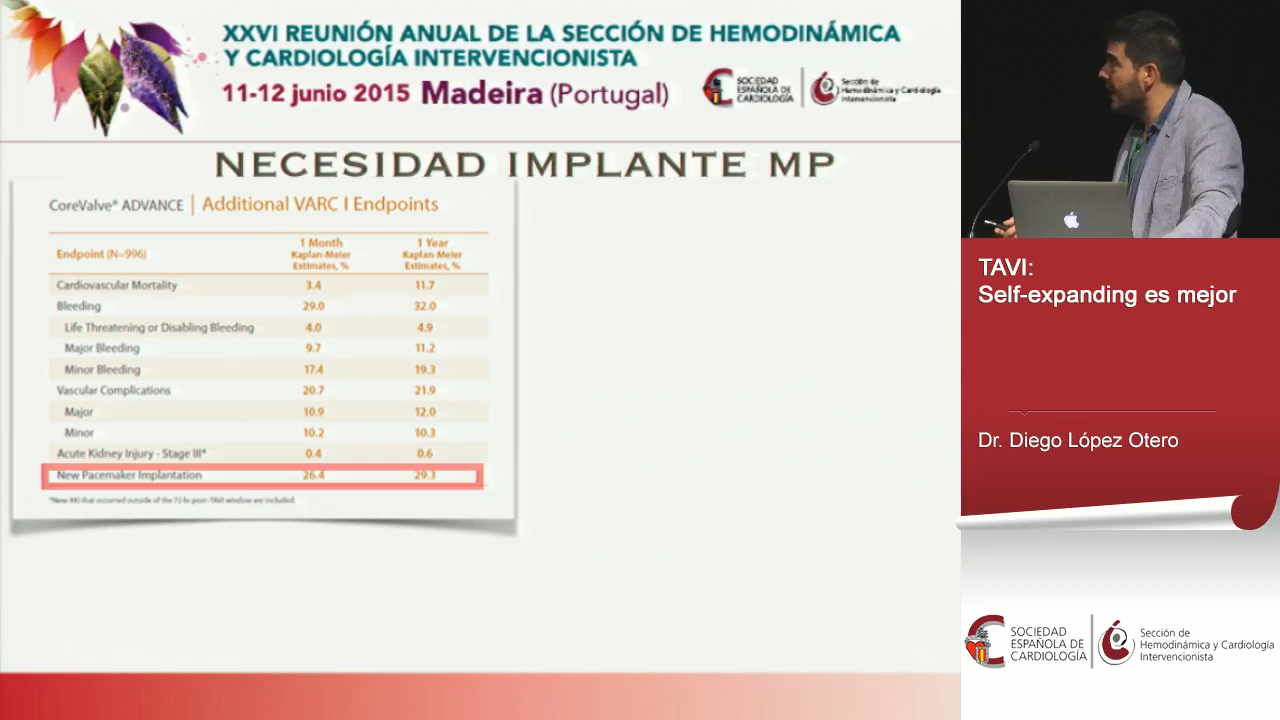 XXVI REUNIÓN ANUAL DE LA SECCIÓN DE HEMODINÁMICA
Y CARDIOLOGÍA INTERVENCIONISTA
11-12 junio 2015 Madeira (Portugal)
SOCIEDAD
ESPAÑOLA DE
CARDIOLOGÍA
Sección de
Hemodinámica y Cardiología
Intervencionista
NECESIDAD IMPLANTE MP
CoreValve* ADVANCE | Additional VARC I Endpoints
Endpoint (N=996)
1 Month
Kaplan-Meier
Estimates, %
1 Year
Kaplan-Meier
Estimates, %
Cardiovascular Mortality 3.4 11.7
Bleeding 29.0 32.0
Life Threatening or Disabling Bleeding 4.0 4.9
Major Bleeding 9.7 11.2
Minor Bleeding 17.4 19.3
Vascular Complications 20.7 21.9
Major 10.9 12.0
Minor 10.2 10.3
Acute Kidney Injury - Stage III* 0.4 0.6
New Pacemaker Implantation 26.4 29.3
*New AKI that occurred outside of the 72 hr post-TAVI window are included.
TAVI:
Self-expanding es mejor
Dr. Diego López Otero
SOCIEDAD
ESPAÑOLA DE
CARDIOLOGÍA
Sección de
Hemodinámica y Cardiología
Intervencionista